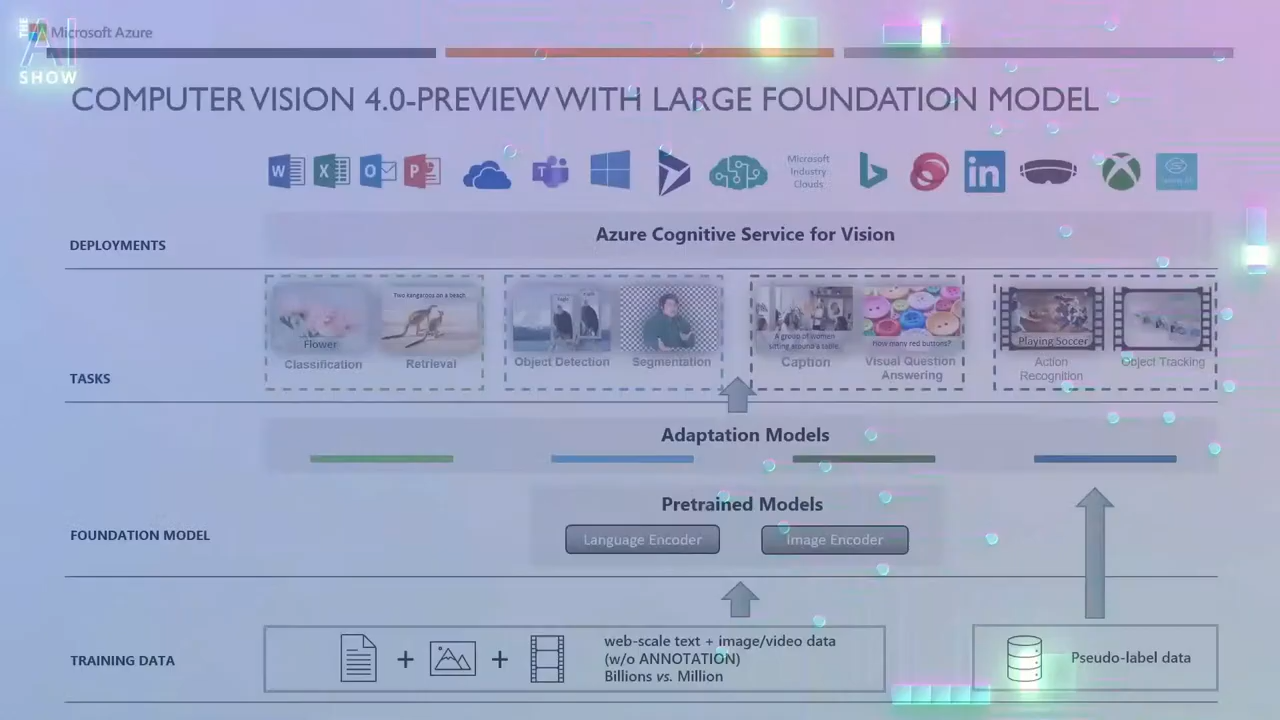 THE
AI
SHOW
Microsoft Azure
COMPUTER VISION 4.0-PREVIEW WITH LARGE FOUNDATION MODEL
W
X
O
P
T
Microsoft
Industry
Clouds
in
DEPLOYMENTS
Azure Cognitive Service for Vision
TASKS
Flower
Classification
Two kangaroos on a beach
Retrieval
Eagle
Eagle
Object Detection
Segmentation
A group of women
sitting around a table.
Caption
How many red buttons?
Visual Question
Answering
Playing Soccer
Action
Recognition
Object Tracking
Adaptation Models
FOUNDATION MODEL
Pretrained Models
Language Encoder
Image Encoder
TRAINING DATA
+
+
web-scale text + image/video data
(w/o ANNOTATION)
Billions vs. Million
Pseudo-label data